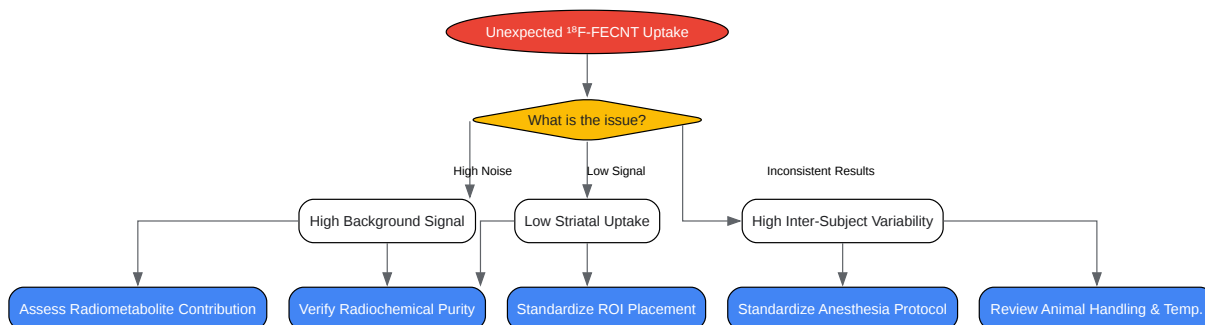 Unexpected ¹⁸F-FECNT Uptake
What is the issue?
High Noise
Low Signal
Inconsistent Results
High Background Signal
Low Striatal Uptake
High Inter-Subject Variability
Assess Radiometabolite Contribution
Verify Radiochemical Purity
Standardize ROI Placement
Standardize Anesthesia Protocol
Review Animal Handling & Temp.